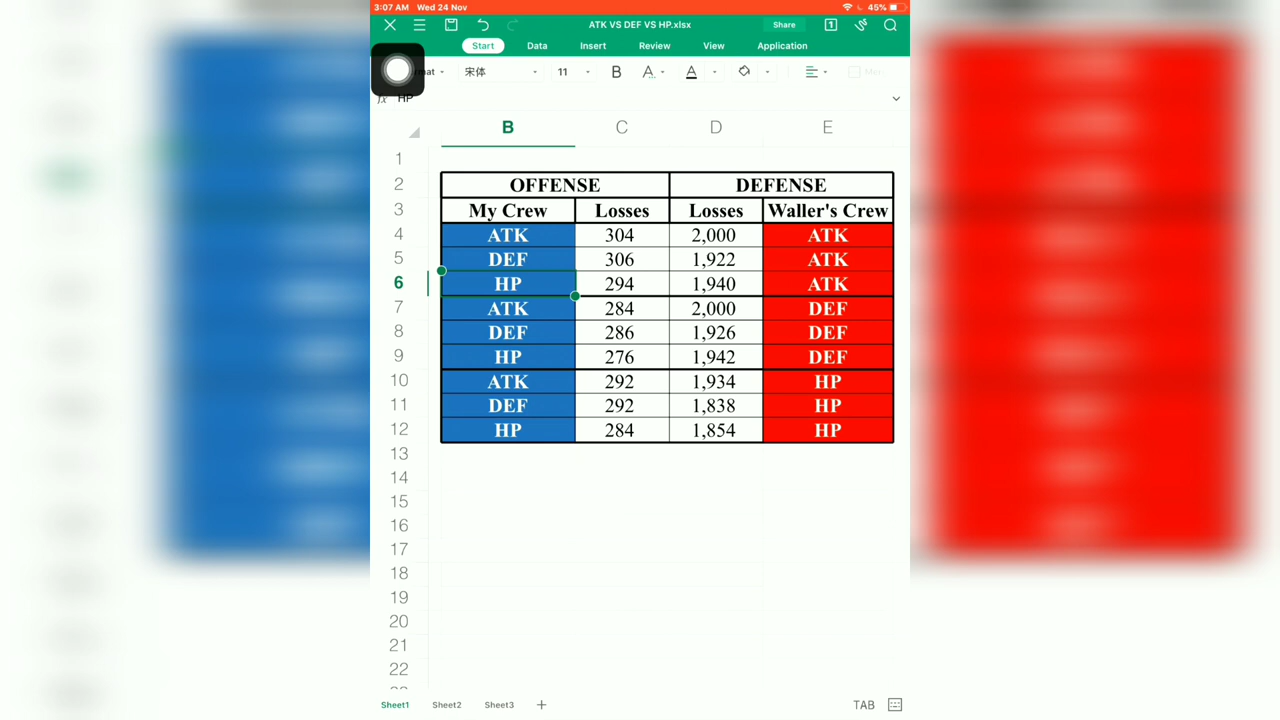 3:07 AM Wed 24 Nov 45%
ATK VS DEF VS HP.xlsx Share 1
Start Data Insert Review View Application
mat 宋体 11 B A A
fx HP
B C D E
1
2 OFFENSE DEFENSE
3 My Crew Losses Losses Waller's Crew
4 ATK 304 2,000 ATK
5 DEF 306 1,922 ATK
6 HP 294 1,940 ATK
7 ATK 284 2,000 DEF
8 DEF 286 1,926 DEF
9 HP 276 1,942 DEF
10 ATK 292 1,934 HP
11 DEF 292 1,838 HP
12 HP 284 1,854 HP
13
14
15
16
17
18
19
20
21
22
Sheet1 Sheet2 Sheet3 + TAB